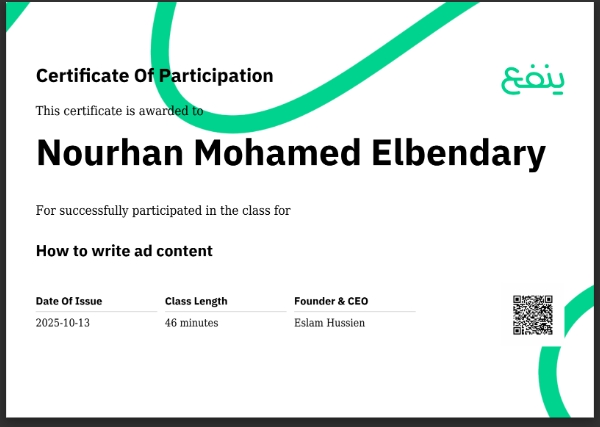 Certificate Of Participation
ينفع
This certificate is awarded to
Nourhan Mohamed Elbendary
For successfully participated in the class for
How to write ad content
Date Of Issue Class Length Founder & CEO
2025-10-13 46 minutes Eslam Hussien